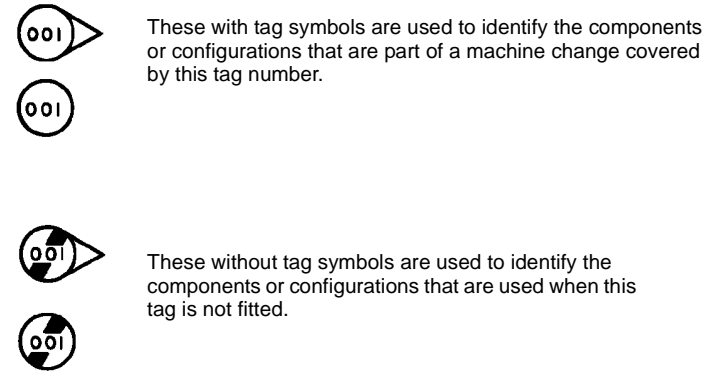 001
These with tag symbols are used to identify the components
or configurations that are part of a machine change covered
by this tag number.
001
001
These without tag symbols are used to identify the
components or configurations that are used when this
tag is not fitted.
001